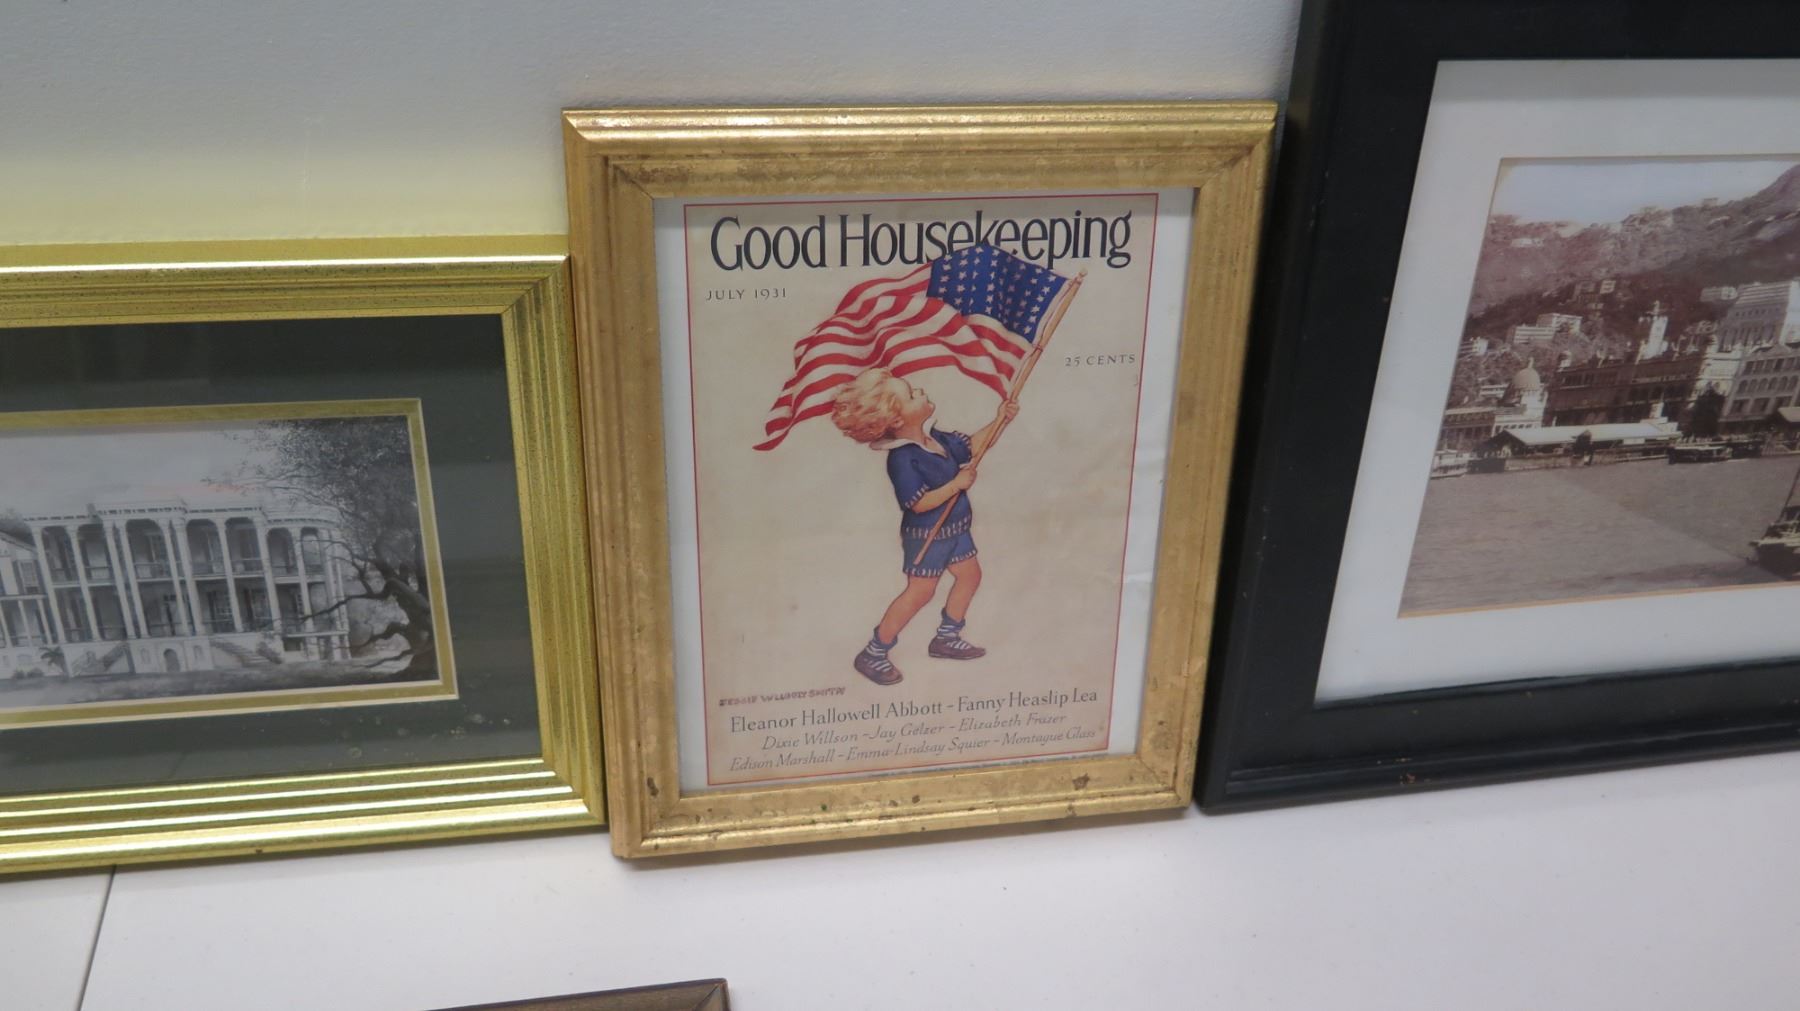 Good Housekeeping
JULY 1931
25 CENTS
JESSIE WILLCOX SMITH
Eleanor Hallowell Abbott - Fanny Heaslip Lea
Dixie Willson - Jay Gelzer - Elizabeth Frazer
Edison Marshall - Emma-Lindsay Squier - Montague Glass